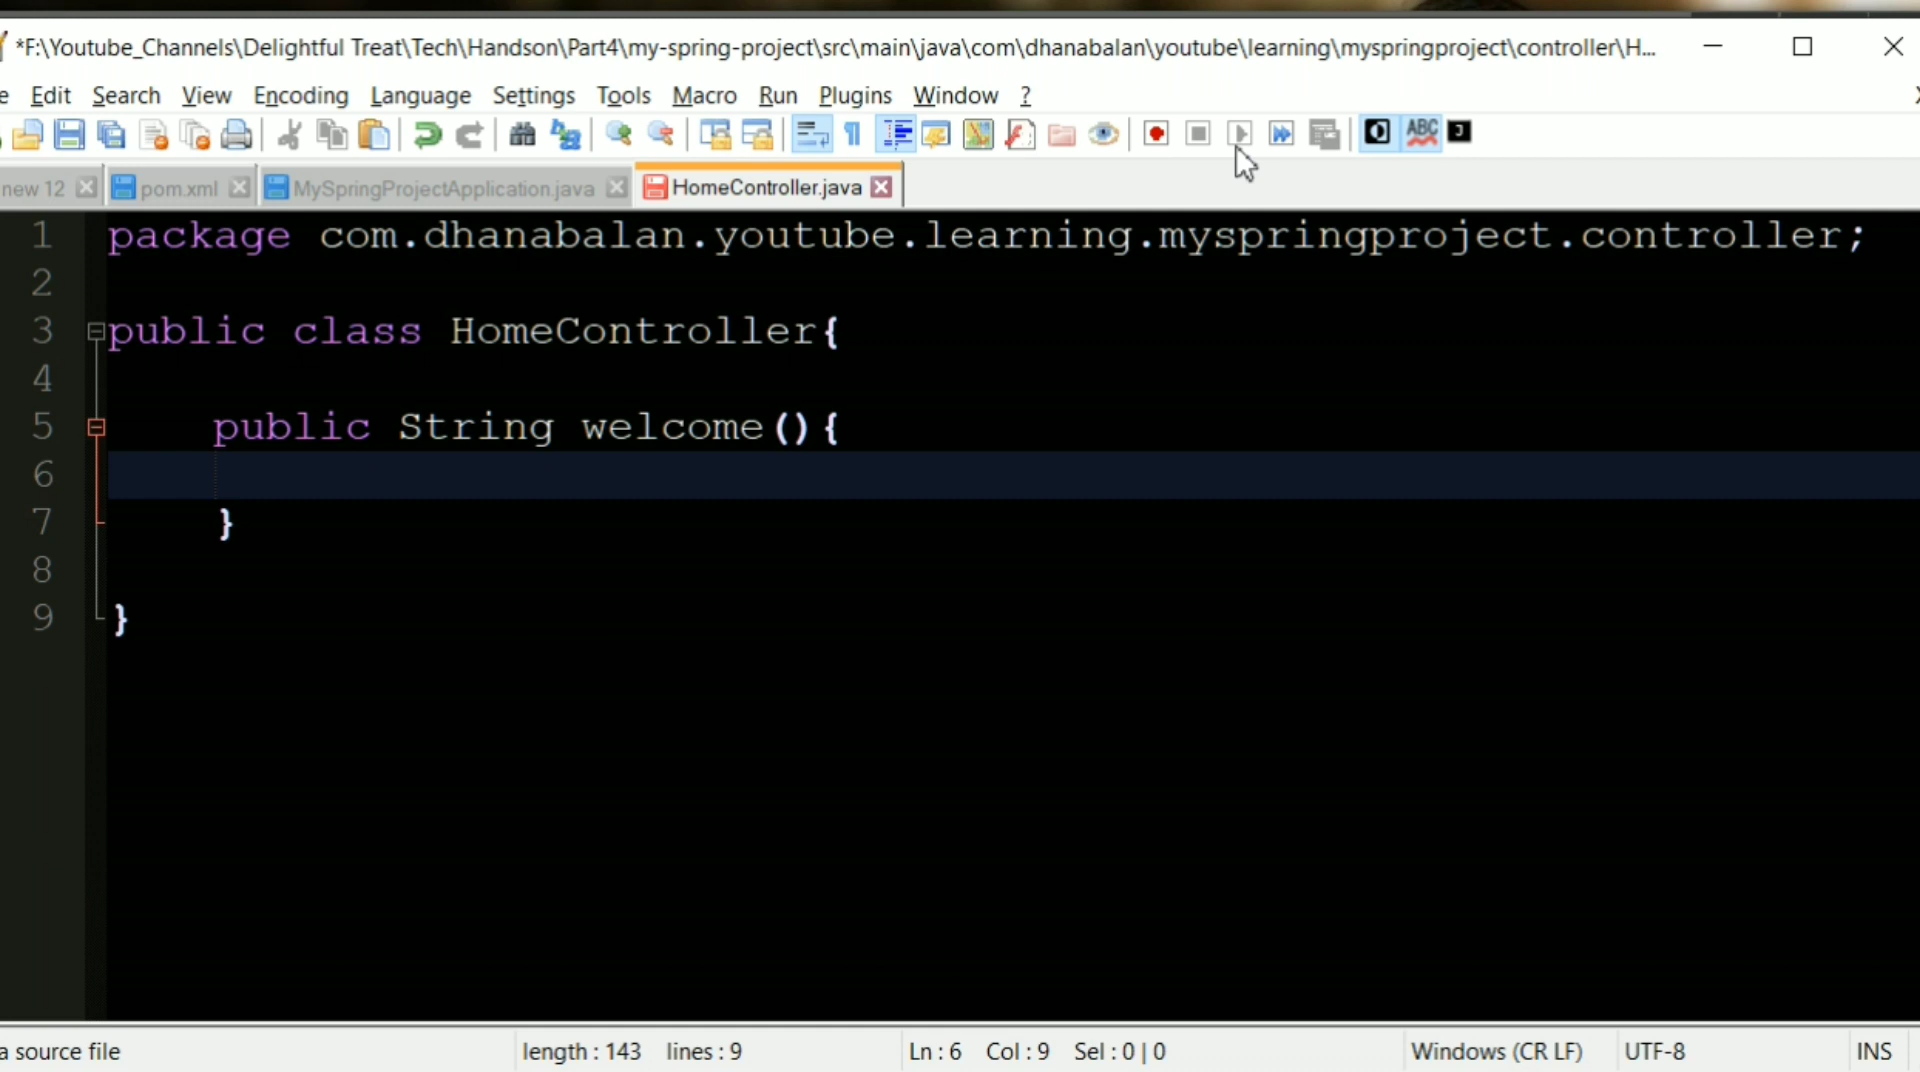 *F:\Youtube_Channels\Delightful Treat\Tech\Handson\Part4\my-spring-project\src\main\java\com\dhanabalan\youtube\learning\myspringproject\controller\H...
e Edit Search View Encoding Language Settings Tools Macro Run Plugins Window ?
ABC J
new 12 pom.xml MySpringProjectApplication.java HomeController.java
1 package com.dhanabalan.youtube.learning.myspringproject.controller;
2
3 public class HomeController{
4
5 public String welcome(){
6
7 }
8
9 }
a source file length : 143 lines : 9 Ln : 6 Col : 9 Sel : 0 | 0 Windows (CR LF) UTF-8 INS